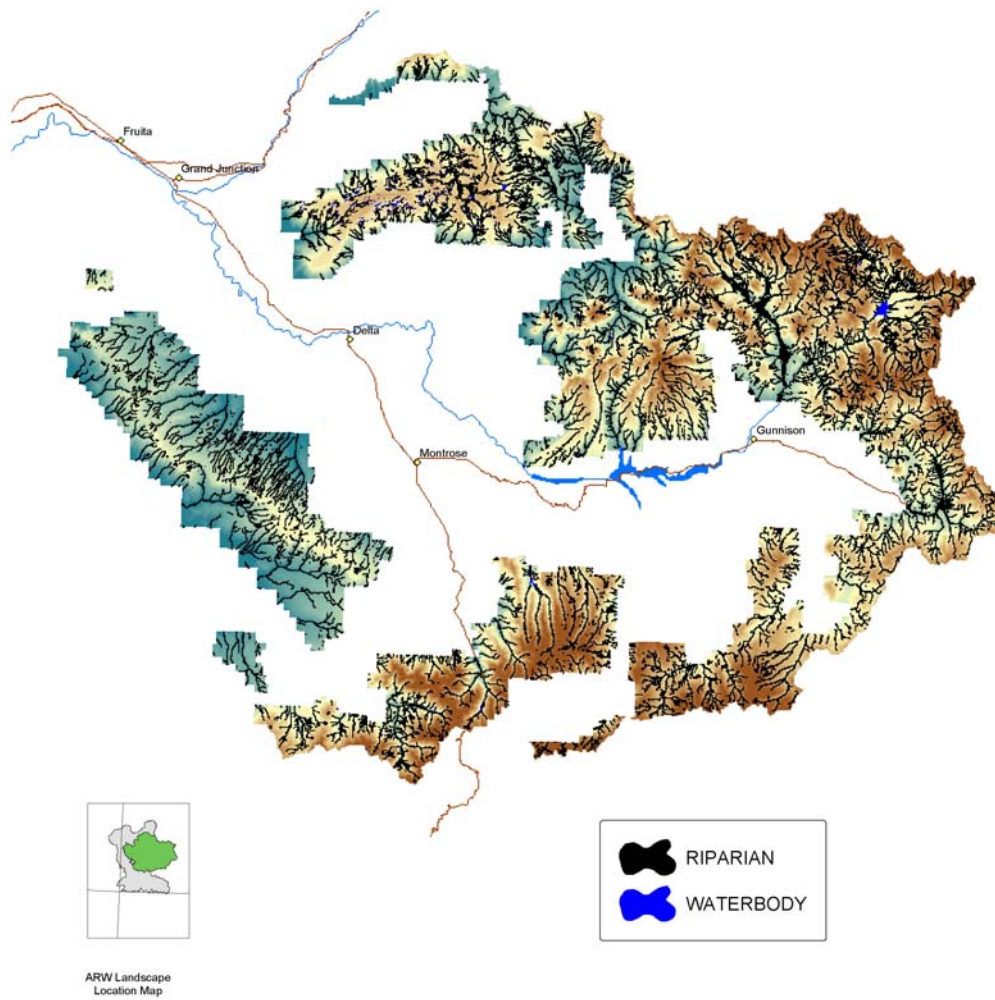 Fruita
Grand Junction
Delta
Montrose
Gunnison
RIPARIAN
WATERBODY
ARW Landscape
Location Map